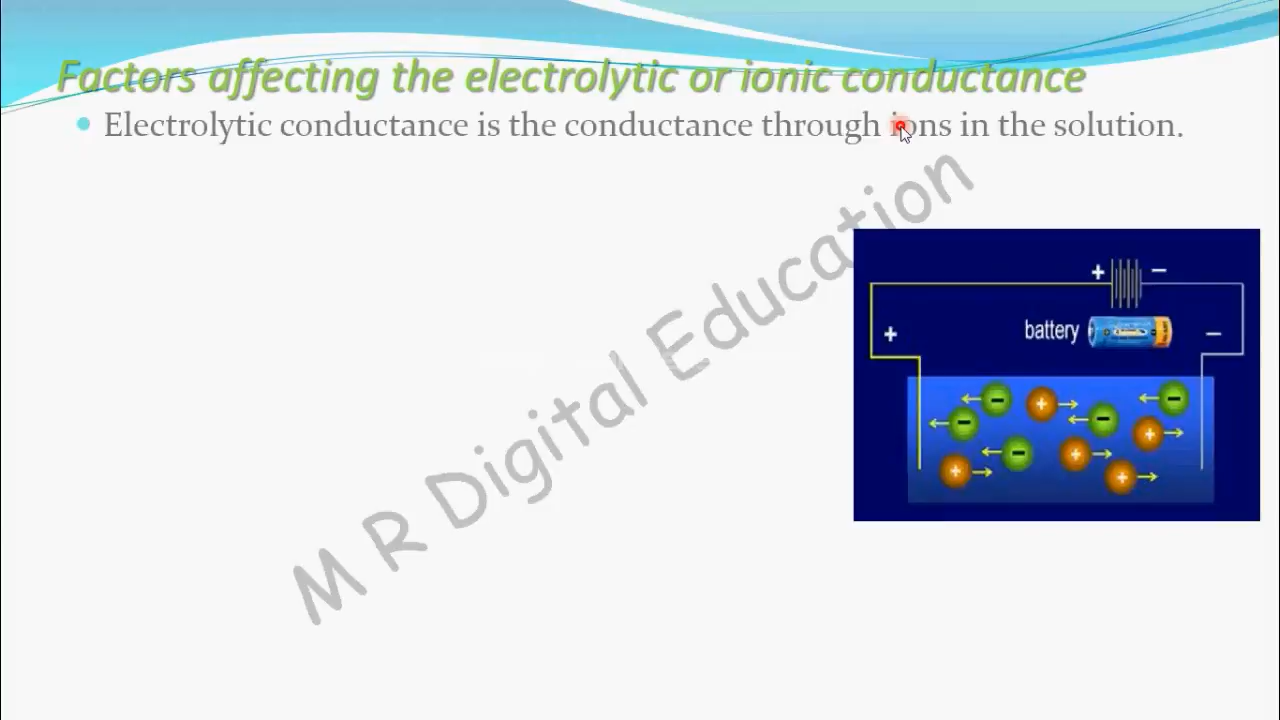 Factors affecting the electrolytic or ionic conductance
Electrolytic conductance is the conductance through ions in the solution.
M R Digital Education
+ −
+ battery −
− + − − −
− +
+ − + +